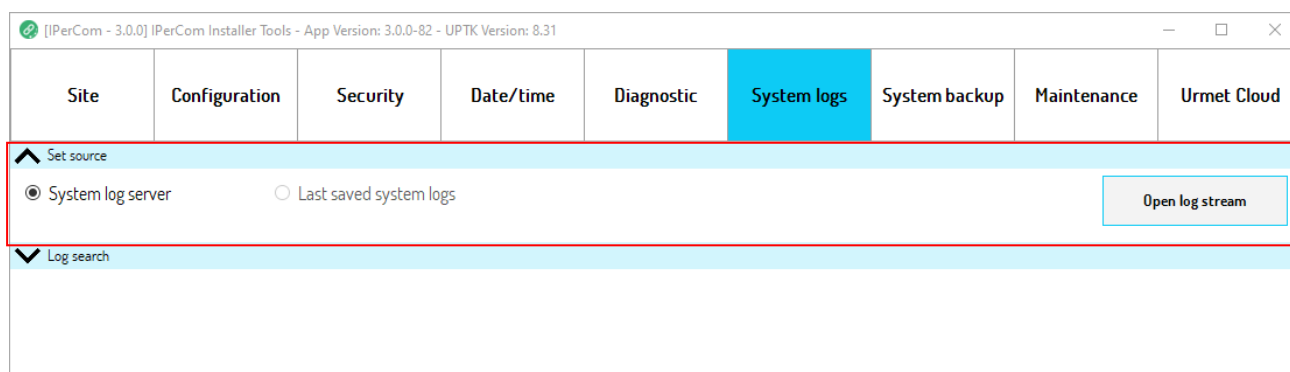 [IPerCom - 3.0.0] IPerCom Installer Tools - App Version: 3.0.0-82 - UPTK Version: 8.31
Site Configuration Security Date/time Diagnostic System logs System backup Maintenance Urmet Cloud
Set source
System log server Last saved system logs Open log stream
Log search